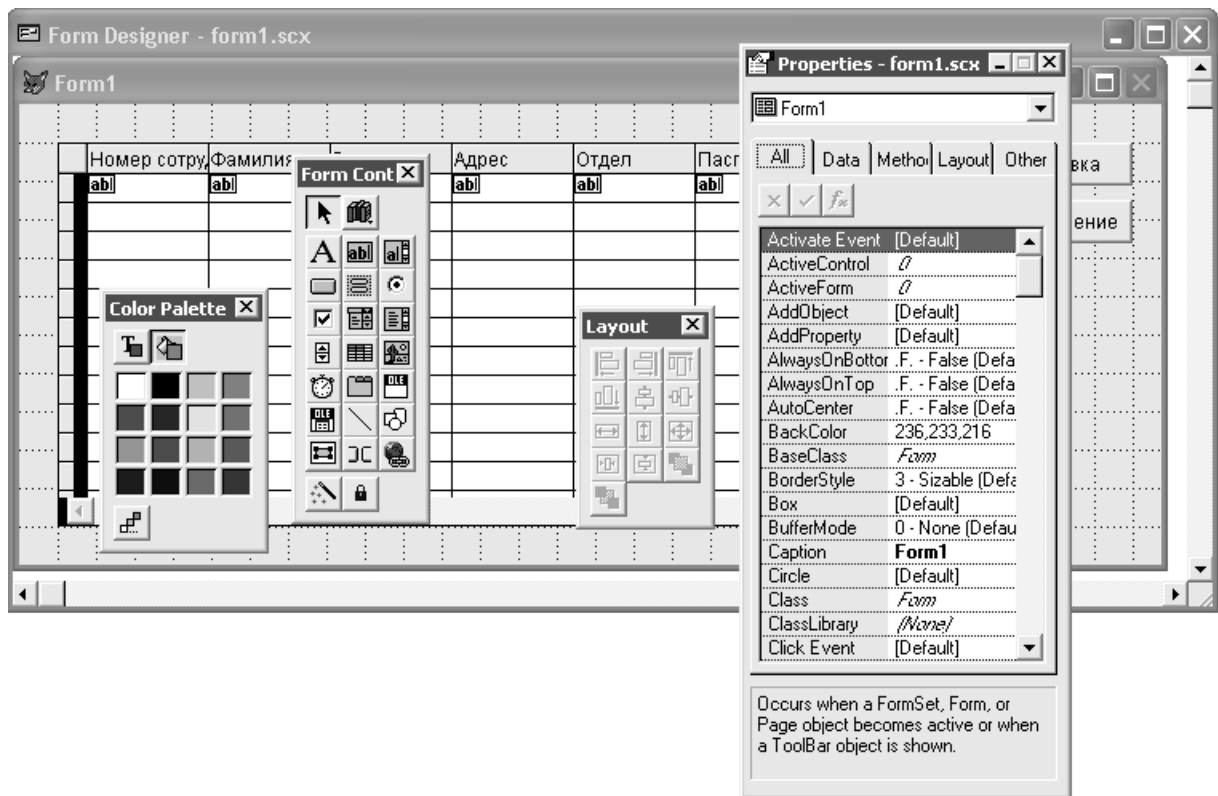 Form Designer - form1.scx
Form1
Номер сотру
Фамилия
Адрес
Отдел
abl
abl
abl
abl
abl
Form Cont
A
abl
OLE
OLE
Color Palette
T
Layout
Properties - form1.scx
Form1
All Data Metho Layout Other
fx
Activate Event [Default]
ActiveControl 0
ActiveForm 0
AddObject [Default]
AddProperty [Default]
AlwaysOnBottor .F. - False (Defa
AlwaysOnTop .F. - False (Defa
AutoCenter .F. - False (Defa
BackColor 236,233,216
BaseClass Form
BorderStyle 3 - Sizable (Defa
Box [Default]
BufferMode 0 - None (Defau
Caption Form1
Circle [Default]
Class Form
ClassLibrary (None)
Click Event [Default]
Occurs when a FormSet, Form, or
Page object becomes active or when
a ToolBar object is shown.
вка
ение